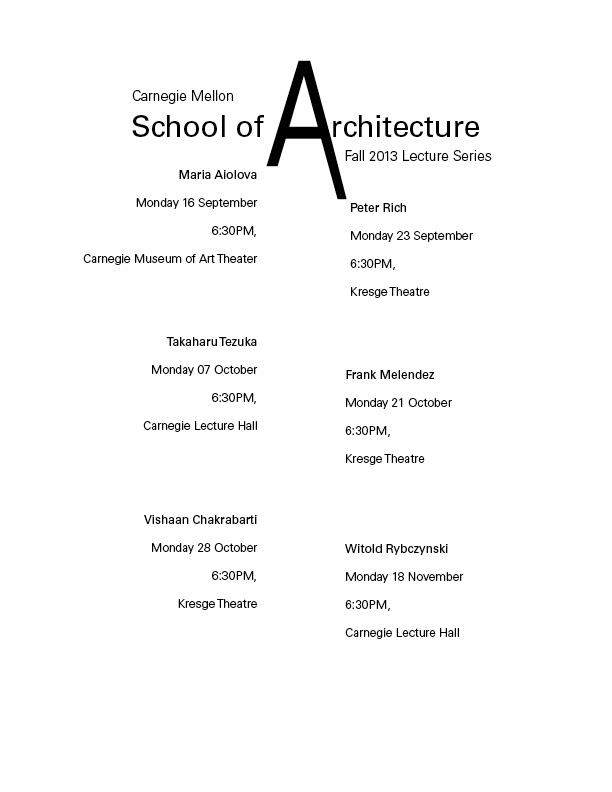 Carnegie Mellon
School of Architecture
Fall 2013 Lecture Series
Maria Aiolova
Monday 16 September
6:30PM,
Carnegie Museum of Art Theater
Peter Rich
Monday 23 September
6:30PM,
Kresge Theatre
Takaharu Tezuka
Monday 07 October
6:30PM,
Carnegie Lecture Hall
Frank Melendez
Monday 21 October
6:30PM,
Kresge Theatre
Vishaan Chakrabarti
Monday 28 October
6:30PM,
Kresge Theatre
Witold Rybczynski
Monday 18 November
6:30PM,
Carnegie Lecture Hall